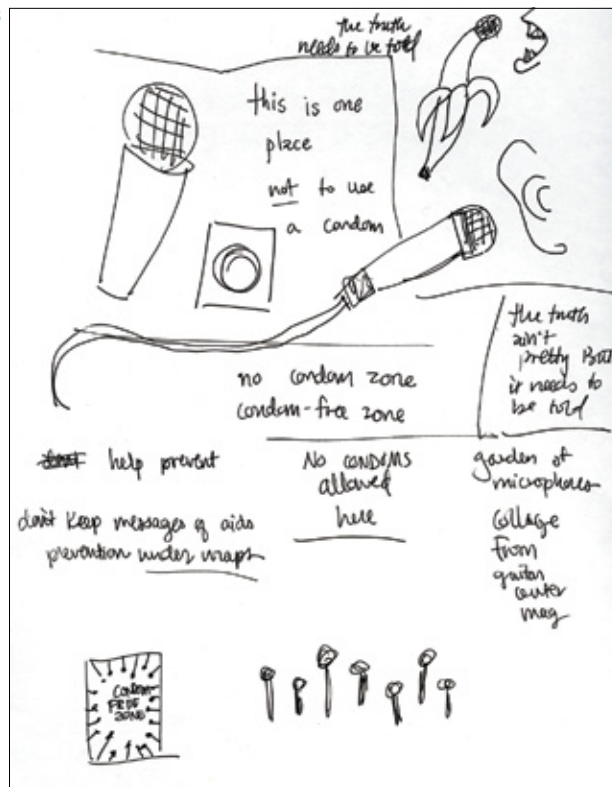 the truth
needs to be told
this is one
place
not to use
a condom
the truth
ain't
pretty But
it needs to
be told
no condom zone
condom-free zone
help prevent
No CONDOMS
allowed
here
garden of
microphones
don't Keep messages of aids
prevention under wraps
Collage
From
guitar
center
mag
CONDOM
FREE
ZONE